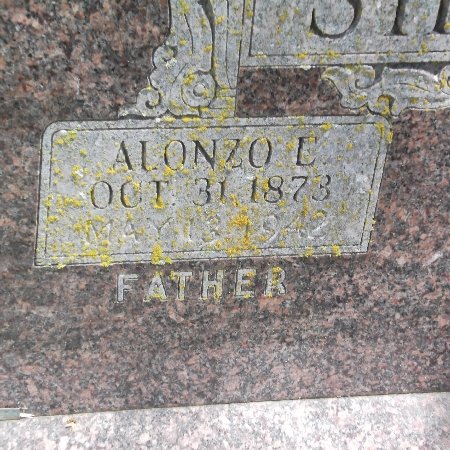 ALONZO E.
OCT. 31, 1873
MAY 13, 1942
FATHER